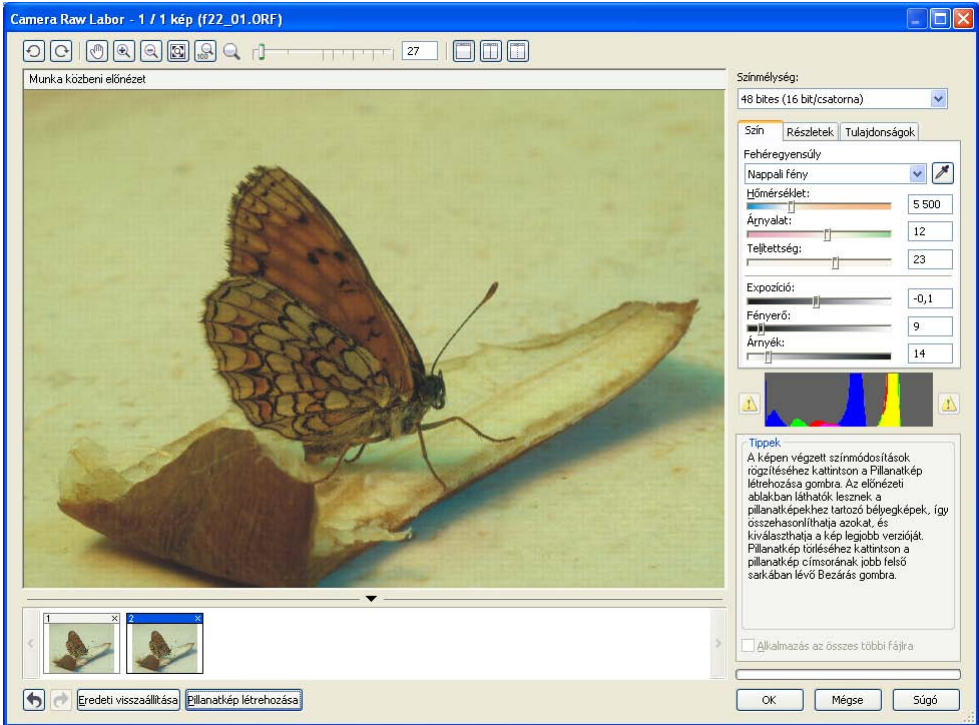 Camera Raw Labor - 1 / 1 kép (f22_01.ORF)
100
27
Munka közbeni előnézet
Színmélység:
48 bites (16 bit/csatorna)
Szín Részletek Tulajdonságok
Fehéregyensúly
Nappali fény
Hőmérséklet:
5 500
Árnyalat:
12
Telítettség:
23
Expozíció:
-0,1
Fényerő:
9
Árnyék:
14
Tippek
A képen végzett színmódosítások
rögzítéséhez kattintson a Pillanatkép
létrehozása gombra. Az előnézeti
ablakban láthatók lesznek a
pillanatképekhez tartozó bélyegképek, így
összehasonlíthatja azokat, és
kiválaszthatja a kép legjobb verzióját.
Pillanatkép törléséhez kattintson a
pillanatkép címsorának jobb felső
sarkában lévő Bezárás gombra.
1 2
Alkalmazás az összes többi fájlra
Eredeti visszaállítása Pillanatkép létrehozása OK Mégse Súgó